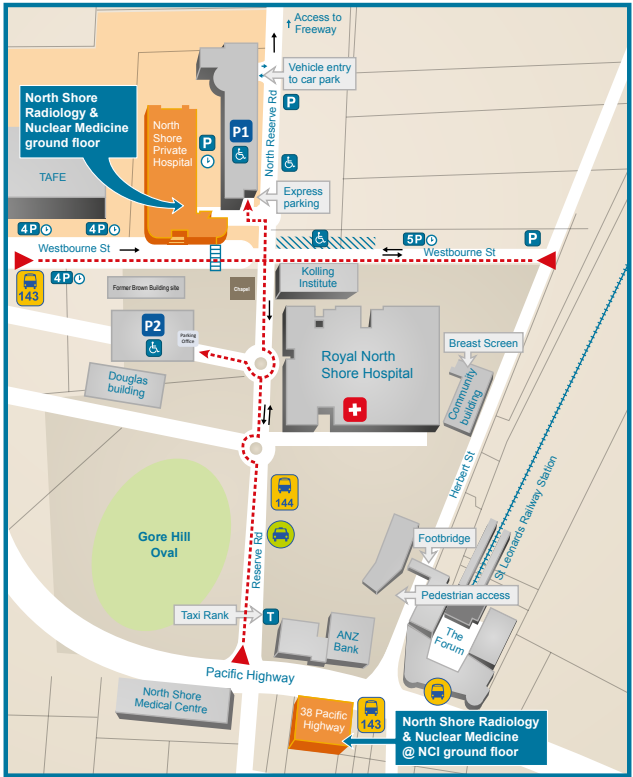 Access to
Freeway
Vehicle entry
to car park
North Shore
Radiology &
Nuclear Medicine
ground floor
North
Shore
Private
Hospital
P
P1
P
North Reserve Rd
TAFE
Express
parking
4P
4P
5P
P
Westbourne St
Westbourne St
143
4P
Former Brown Building site
Chapel
Kolling
Institute
P2
Parking
Office
Royal North
Shore Hospital
Breast Screen
Douglas
building
Community
building
Herbert St
St Leonards Railway Station
144
Gore Hill
Oval
Reserve Rd
Footbridge
Pedestrian access
Taxi Rank
T
ANZ
Bank
The
Forum
Pacific Highway
North Shore
Medical Centre
38 Pacific
Highway
143
North Shore Radiology
& Nuclear Medicine
@ NCI ground floor